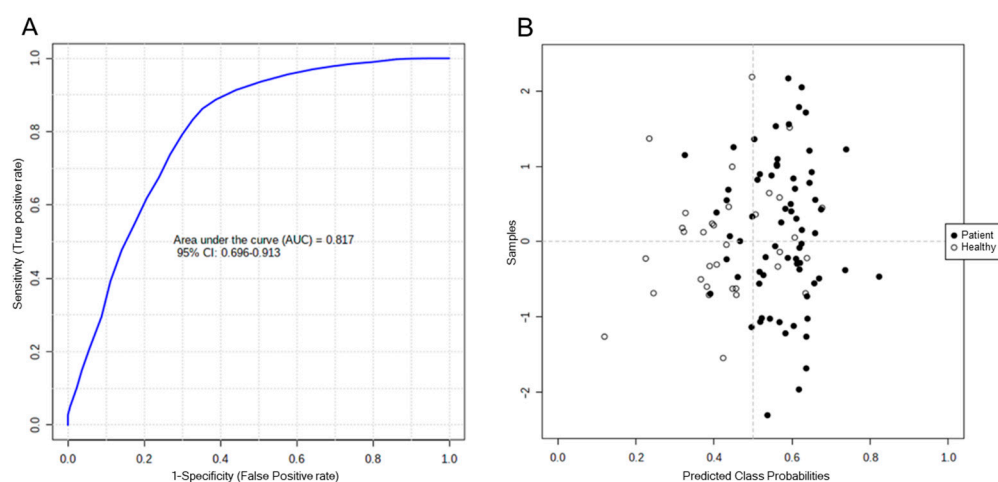 A
B
1.0
0.8
0.6
0.4
0.2
0.0
Sensitivity (True positive rate)
Area under the curve (AUC) = 0.817
95% CI: 0.696-0.913
0.0 0.2 0.4 0.6 0.8 1.0
1-Specificity (False Positive rate)
2
1
0
-1
-2
Samples
0.0 0.2 0.4 0.6 0.8 1.0
Predicted Class Probabilities
Patient
Healthy